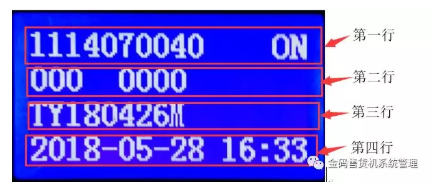 1114070040 ON 第一行
000 0000 第二行
TY180426M 第三行
2018-05-28 16:33 第四行
金码售货机系统管理